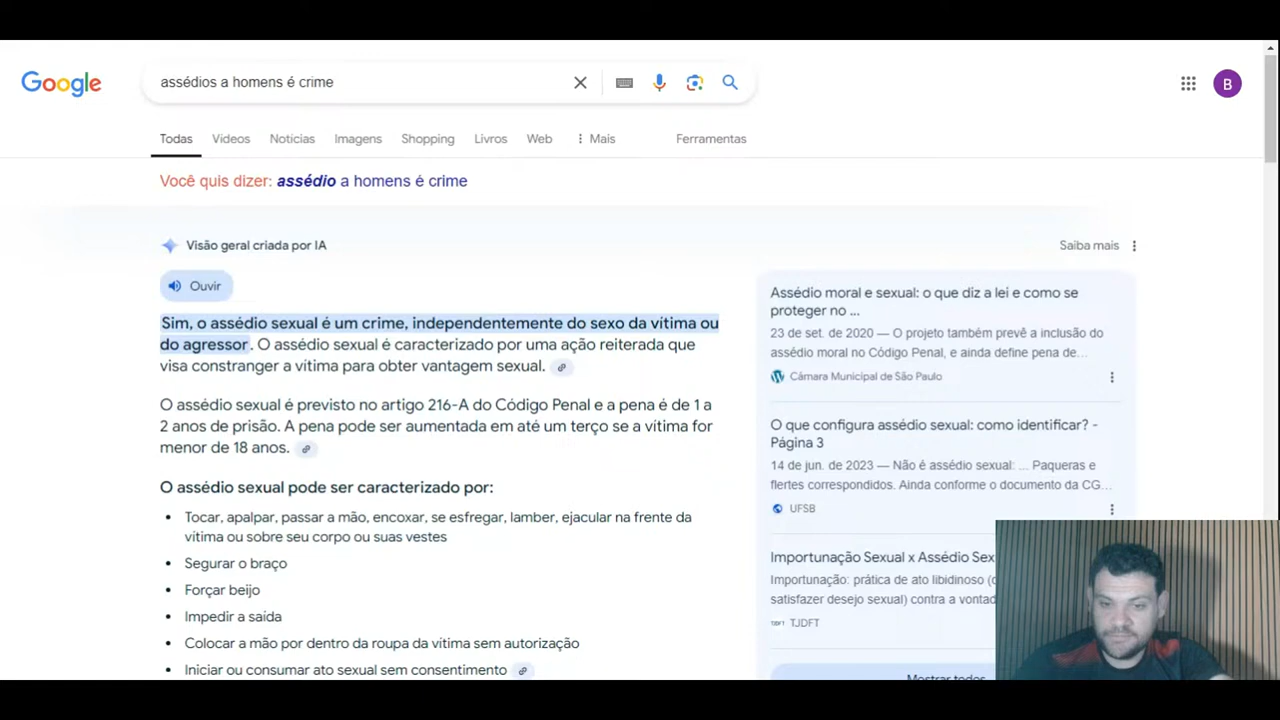 Google
assédios a homens é crime
B
Todas Vídeos Notícias Imagens Shopping Livros Web Mais Ferramentas
Você quis dizer: assédio a homens é crime
Visão geral criada por IA
Saiba mais
Ouvir
Sim, o assédio sexual é um crime, independentemente do sexo da vítima ou
do agressor. O assédio sexual é caracterizado por uma ação reiterada que
visa constranger a vítima para obter vantagem sexual.
O assédio sexual é previsto no artigo 216-A do Código Penal e a pena é de 1 a
2 anos de prisão. A pena pode ser aumentada em até um terço se a vítima for
menor de 18 anos.
O assédio sexual pode ser caracterizado por:
• Tocar, apalpar, passar a mão, encoxar, se esfregar, lamber, ejacular na frente da
vítima ou sobre seu corpo ou suas vestes
• Segurar o braço
• Forçar beijo
• Impedir a saída
• Colocar a mão por dentro da roupa da vítima sem autorização
• Iniciar ou consumar ato sexual sem consentimento
Assédio moral e sexual: o que diz a lei e como se
proteger no ...
23 de set. de 2020 — O projeto também prevê a inclusão do
assédio moral no Código Penal, e ainda define pena de...
Câmara Municipal de São Paulo
O que configura assédio sexual: como identificar? -
Página 3
14 de jun. de 2023 — Não é assédio sexual: ... Paqueras e
flertes correspondidos. Ainda conforme o documento da CG...
UFSB
Importunação Sexual x Assédio Sex
Importunação: prática de ato libidinoso (
satisfazer desejo sexual) contra a vontad
TJDFT TJDFT
Mostrar todos